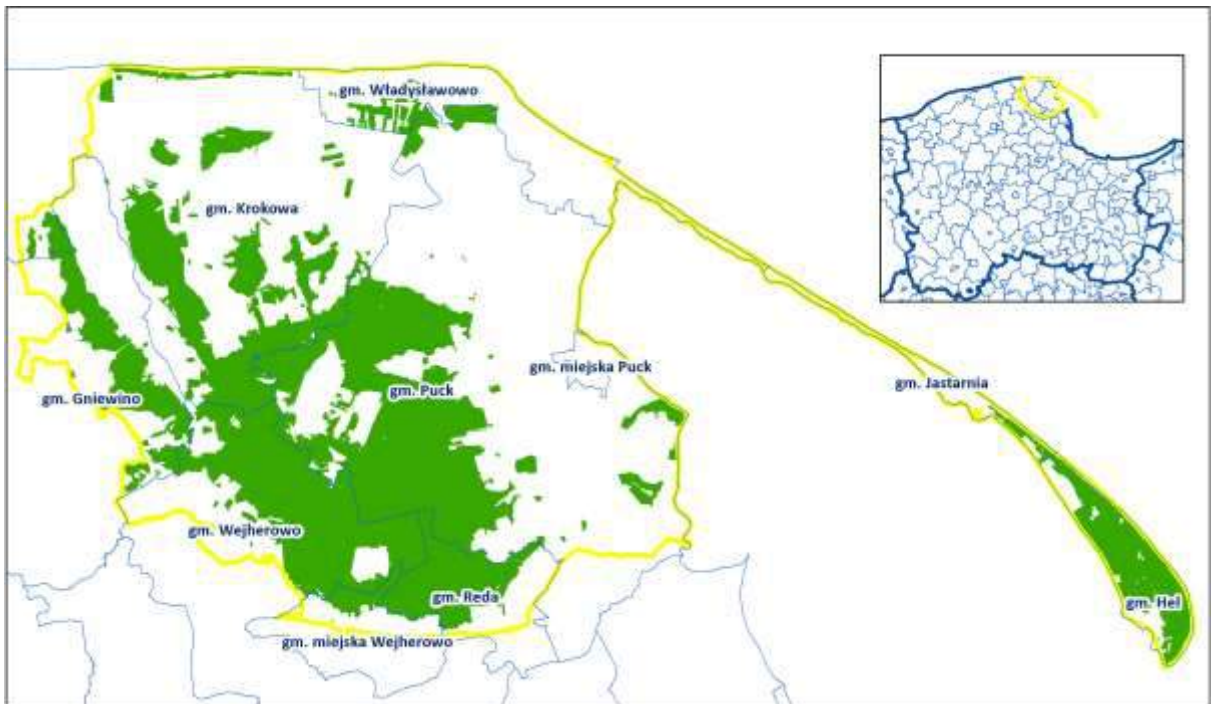 gm. Władysławowo
gm. Krokowa
gm. miejska Puck
gm. Jastarnia
gm. Gniewino
gm. Puck
gm. Wejherowo
gm. Reda
gm. Hel
gm. miejska Wejherowo